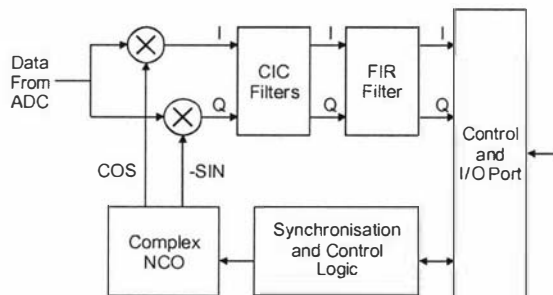 Data
From
ADC
I
Q
CIC
Filters
I
Q
FIR
Filter
I
Q
Control
and
I/O Port
COS
-SIN
Complex
NCO
Synchronisation
and Control
Logic